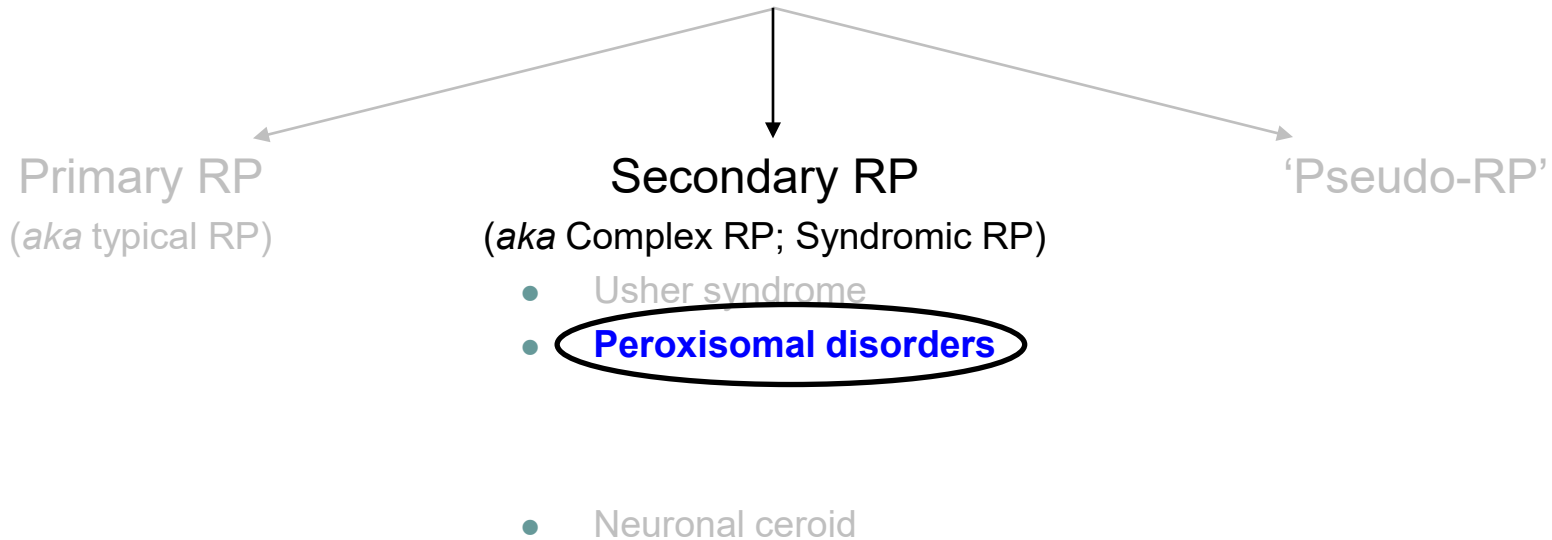 Primary RP
Secondary RP
'Pseudo-RP'
(aka typical RP)
(aka Complex RP; Syndromic RP)
● Usher syndrome
● Peroxisomal disorders
● Neuronal ceroid